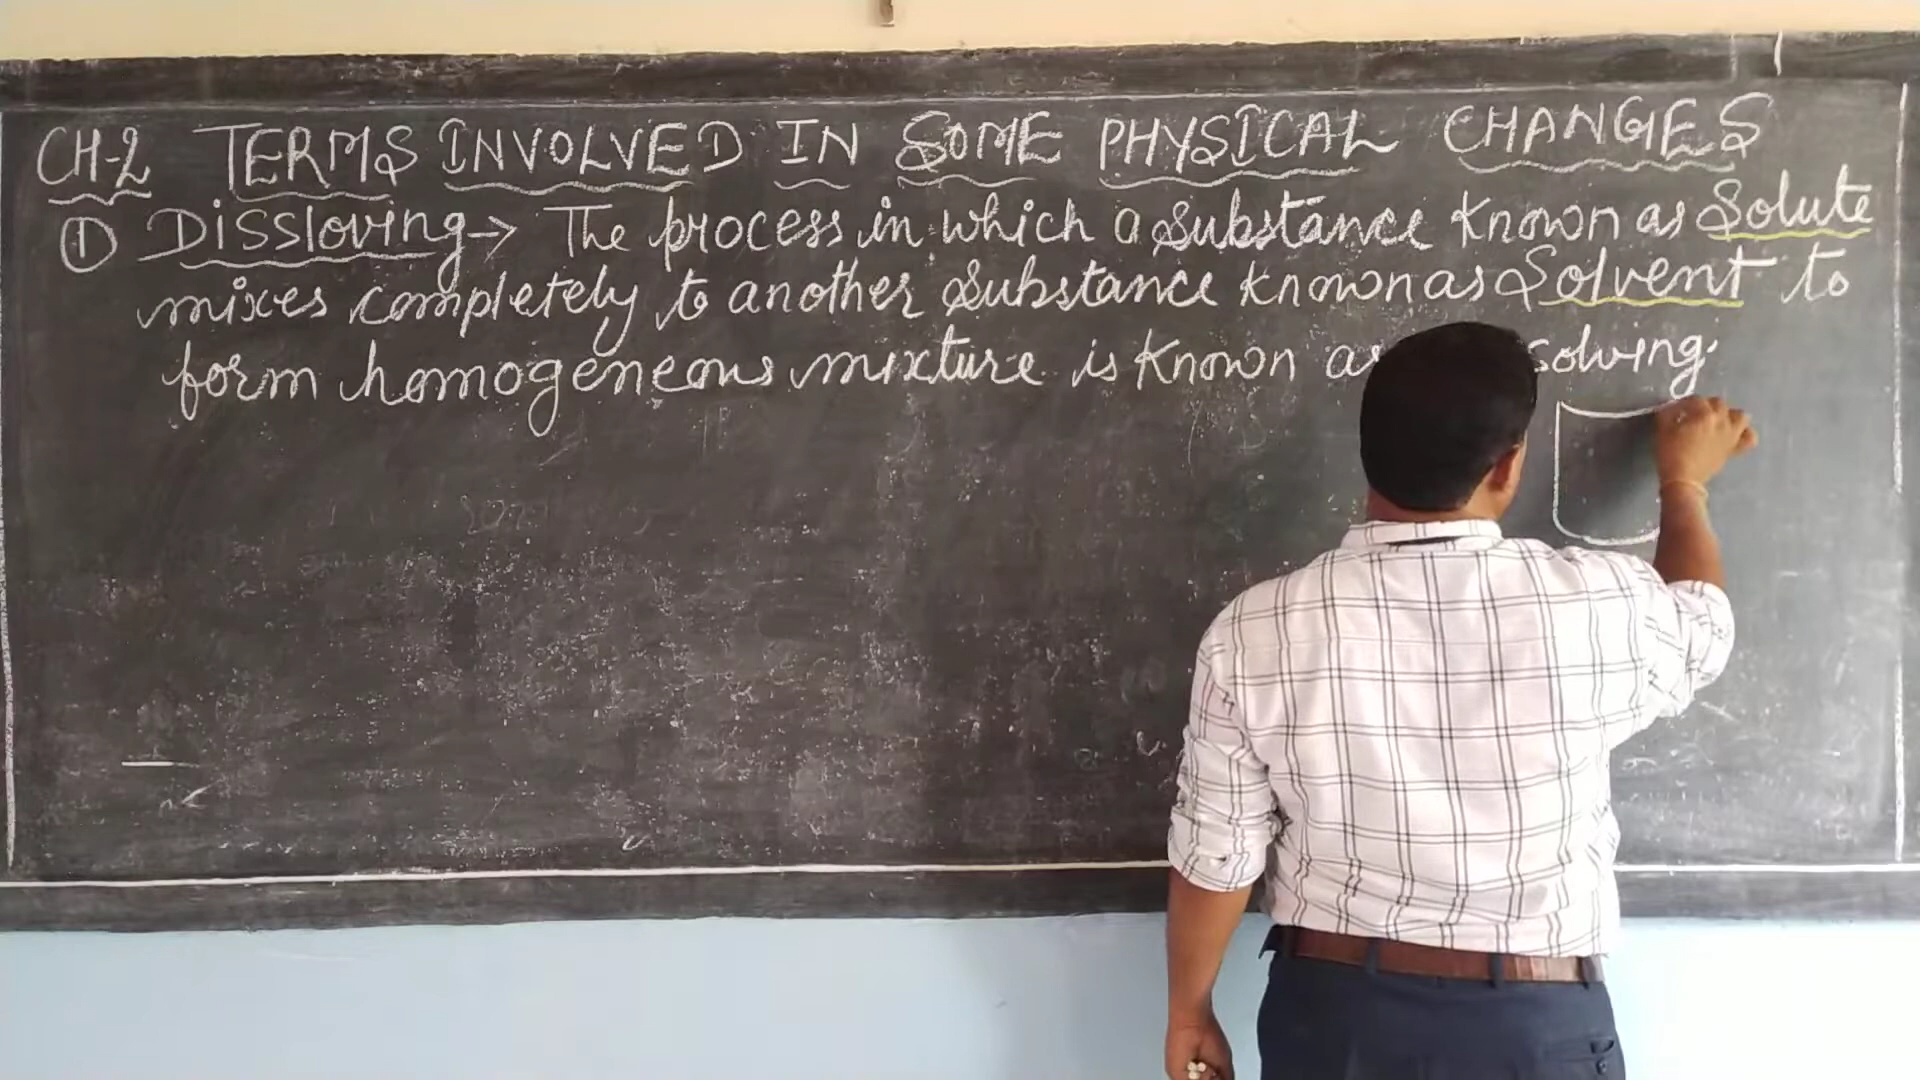 CH-2 TERMS INVOLVED IN SOME PHYSICAL CHANGES
① Dissloving → The process in which a substance known as Solute
mixes completely to another substance known as Solvent to
form homogeneous mixture is known as solving.